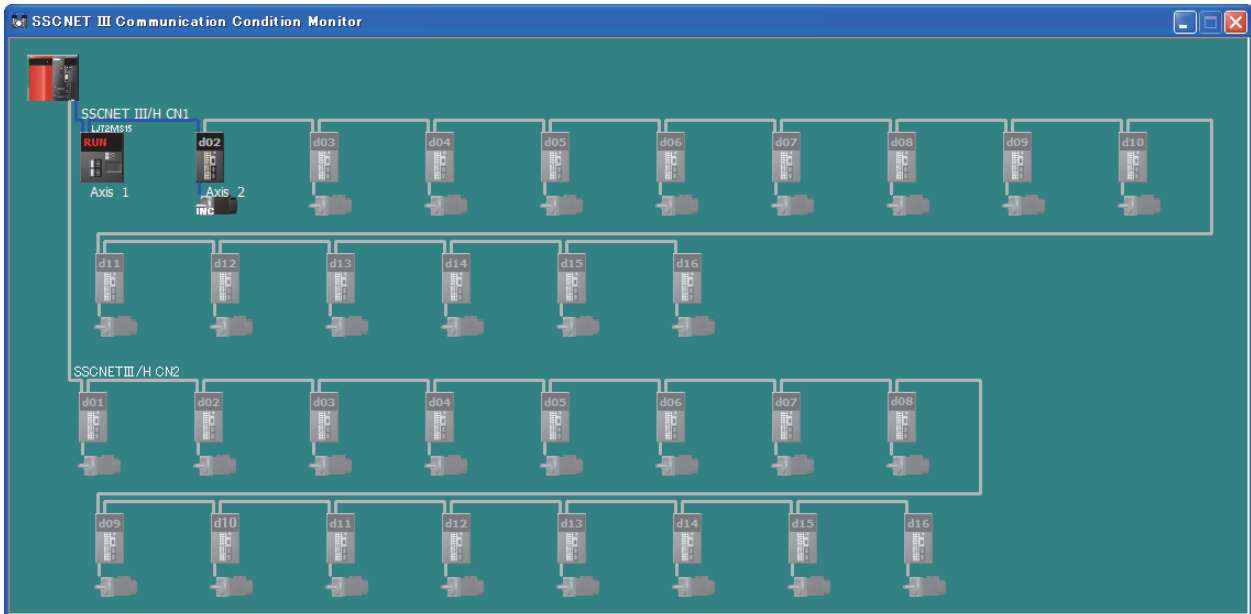 SSCNET III Communication Condition Monitor
SSCNET III/H CN1
LJ72MS15
RUN
d02
d03
d04
d05
d06
d07
d08
d09
d10
Axis 1
Axis 2
INC
d11
d12
d13
d14
d15
d16
SSCNETIII/H CN2
d01
d02
d03
d04
d05
d06
d07
d08
d09
d10
d11
d12
d13
d14
d15
d16